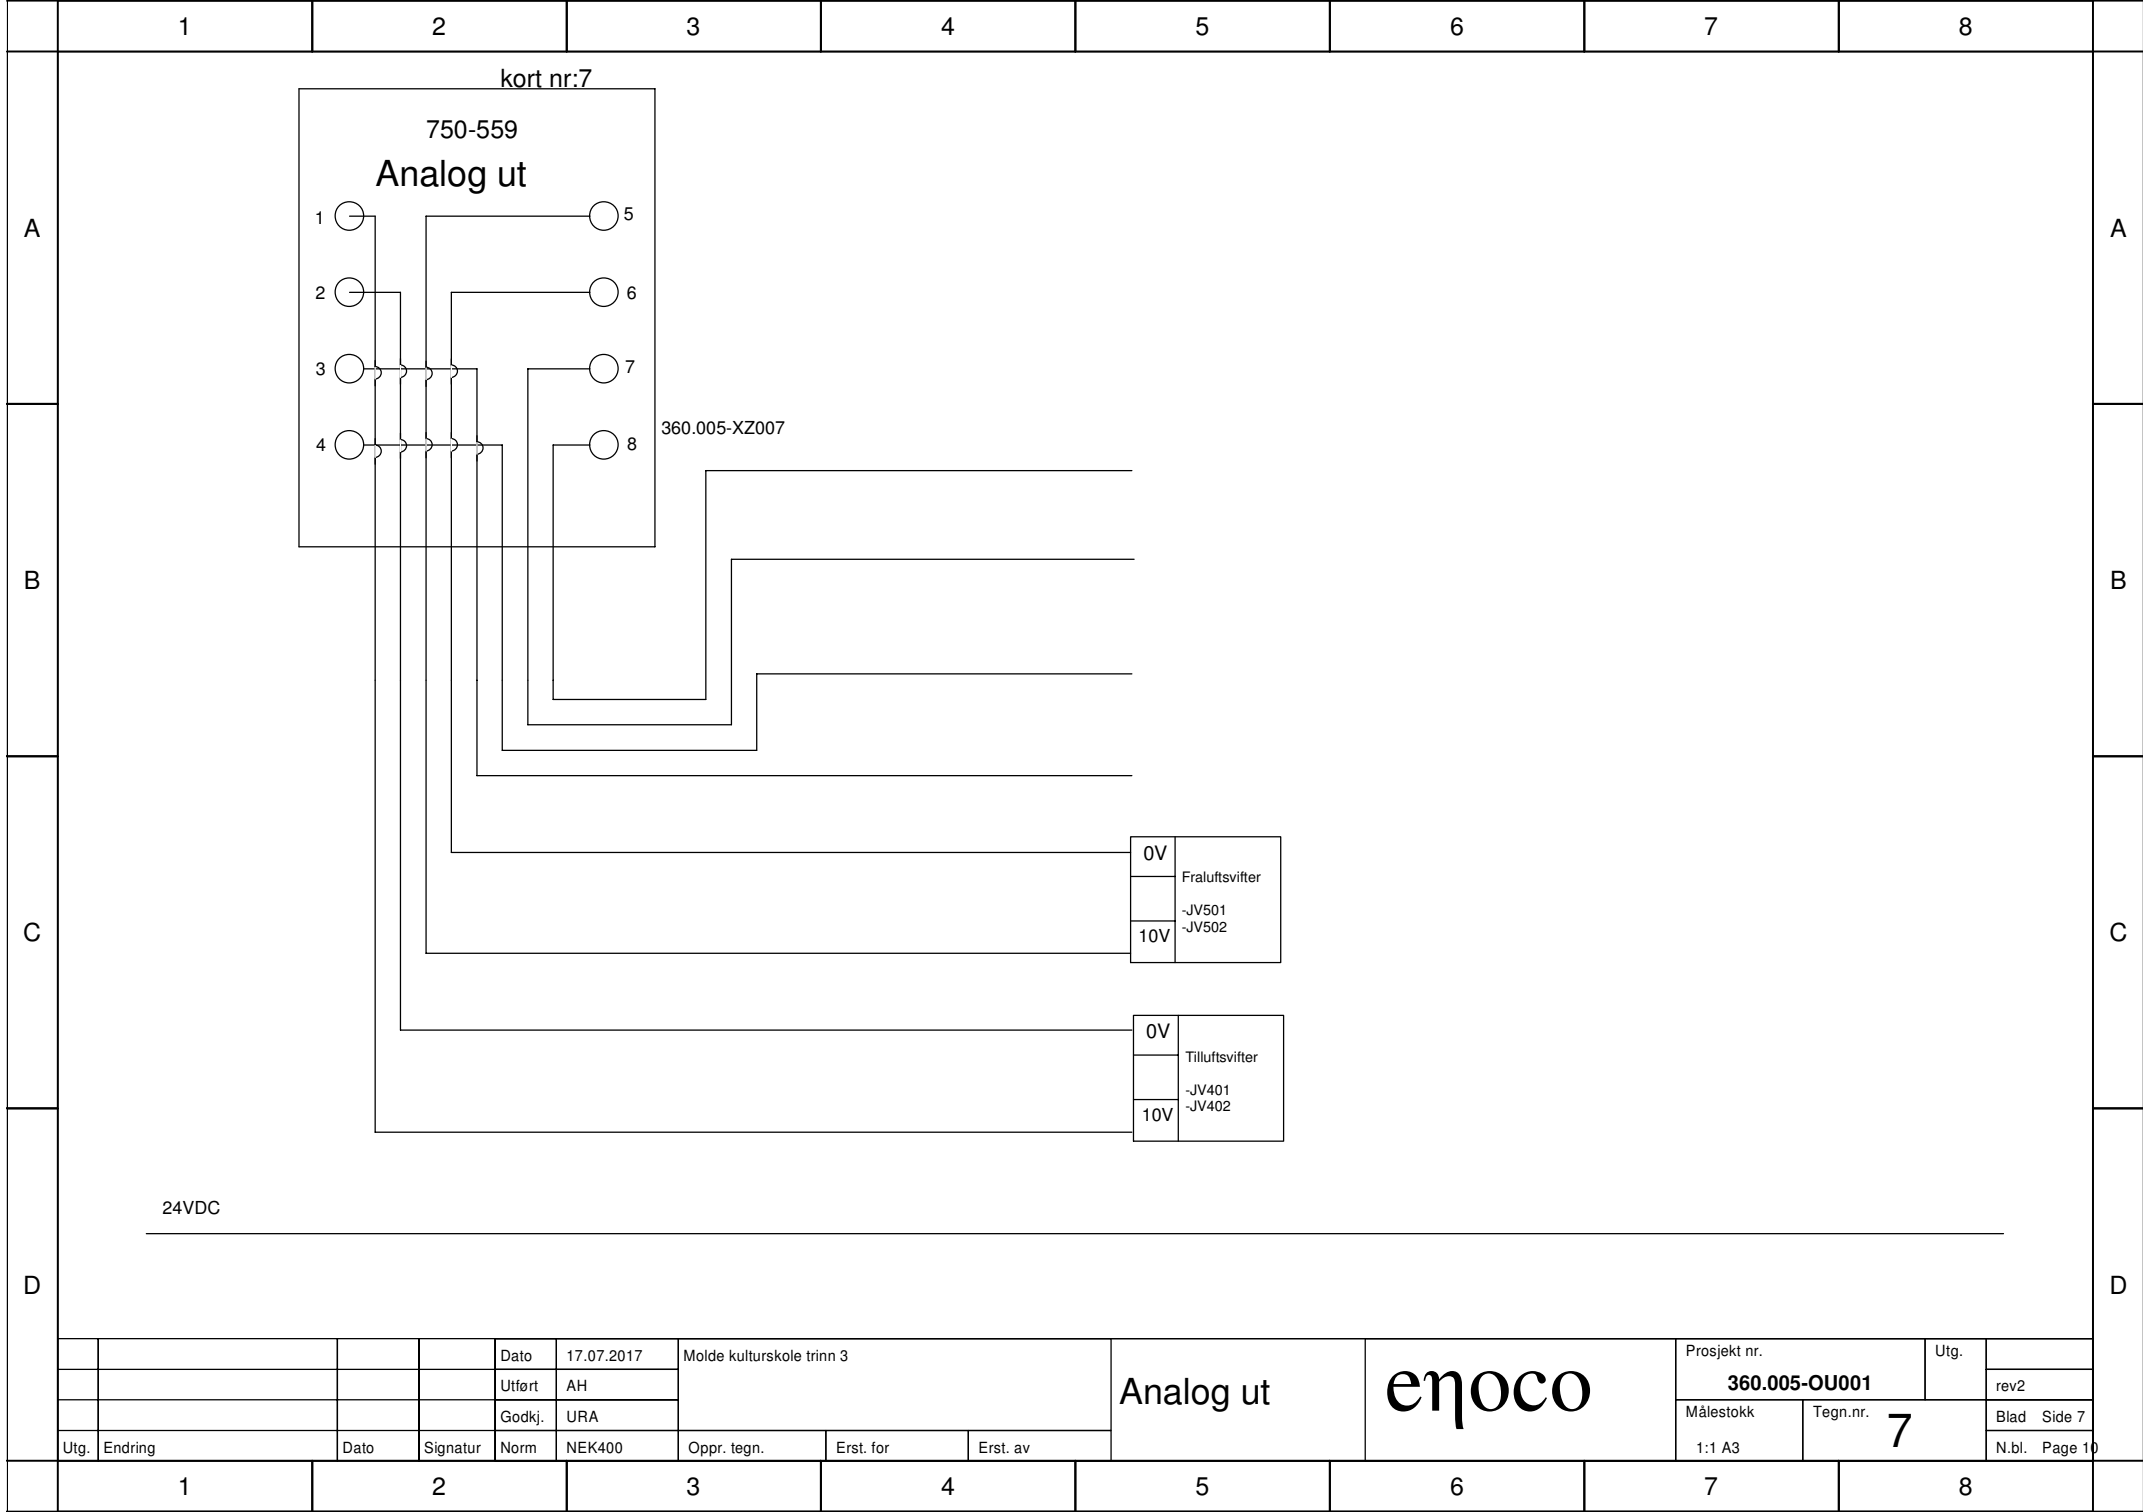 1 2 3 4 5 6 7 8
kort nr:7
750-559
Analog ut
1 5
A A
2 6
3 7
360.005-XZ007
4 8
B B
0V
Fraluftsvifter
-JV501
-JV502
10V
C C
0V
Tilluftsvifter
-JV401
-JV402
10V
24VDC
D D
Dato 17.07.2017 Molde kulturskole trinn 3
Utført AH
Godkj. URA
Utg. Endring Dato Signatur Norm NEK400 Oppr. tegn. Erst. for Erst. av
Analog ut
eηoco
Prosjekt nr. Utg.
360.005-OU001 rev2
Målestokk Tegn.nr. 7 Blad Side 7
1:1 A3 N.bl. Page 10
1 2 3 4 5 6 7 8